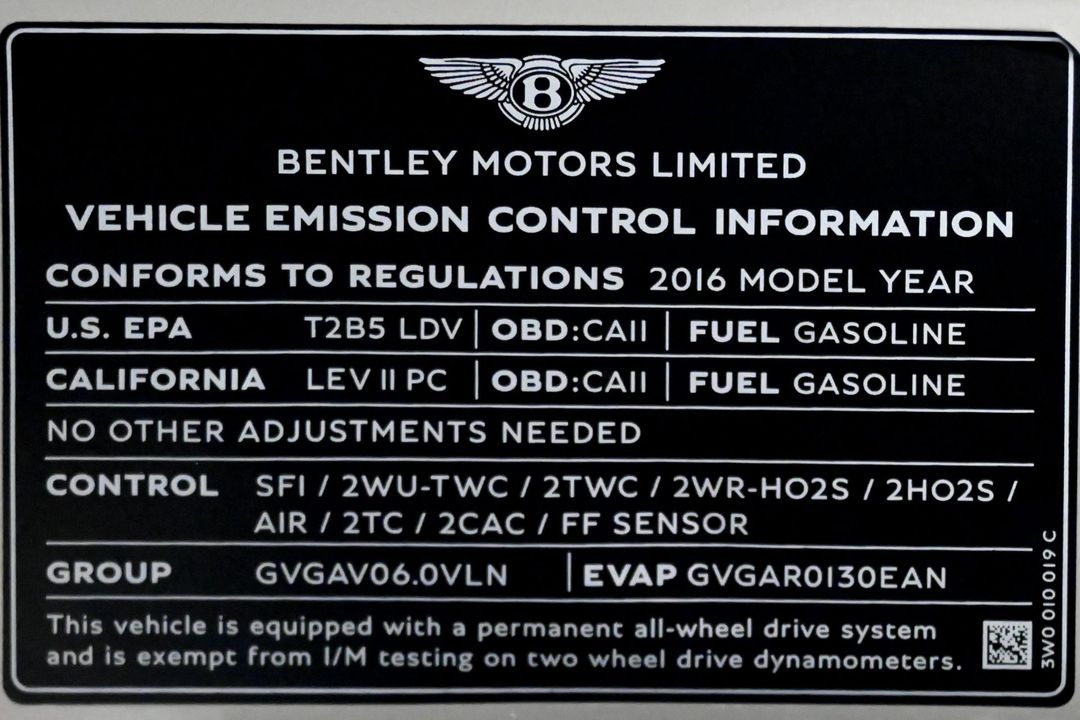 B
BENTLEY MOTORS LIMITED
VEHICLE EMISSION CONTROL INFORMATION
CONFORMS TO REGULATIONS 2016 MODEL YEAR
U.S. EPA T2B5 LDV OBD:CAII FUEL GASOLINE
CALIFORNIA LEV II PC OBD:CAII FUEL GASOLINE
NO OTHER ADJUSTMENTS NEEDED
CONTROL SFI / 2WU-TWC / 2TWC / 2WR-HO2S / 2HO2S /
AIR / 2TC / 2CAC / FF SENSOR
GROUP GVGAV06.0VLN EVAP GVGAR0130EAN
This vehicle is equipped with a permanent all-wheel drive system
and is exempt from I/M testing on two wheel drive dynamometers.
3W0 010 019 C